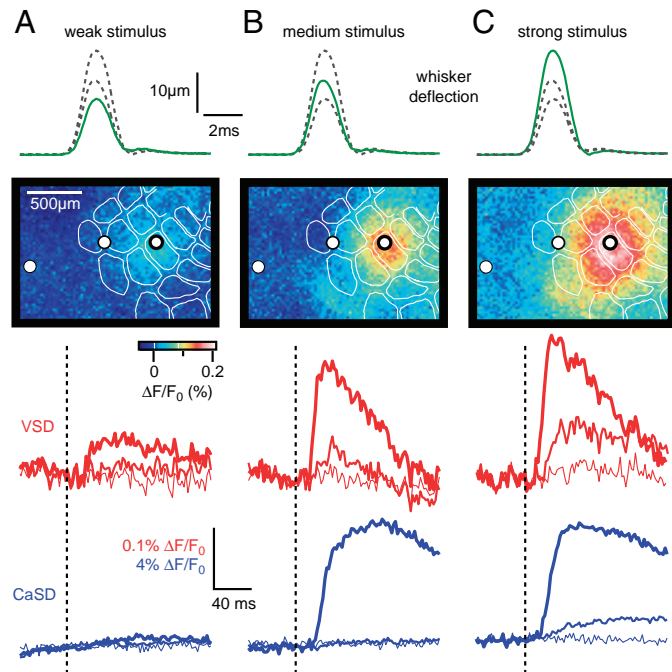 A weak stimulus
B medium stimulus
C strong stimulus
10μm
2ms
whisker
deflection
500μm
0 0.2
ΔF/F0 (%)
VSD
0.1% ΔF/F0
4% ΔF/F0
CaSD
40 ms